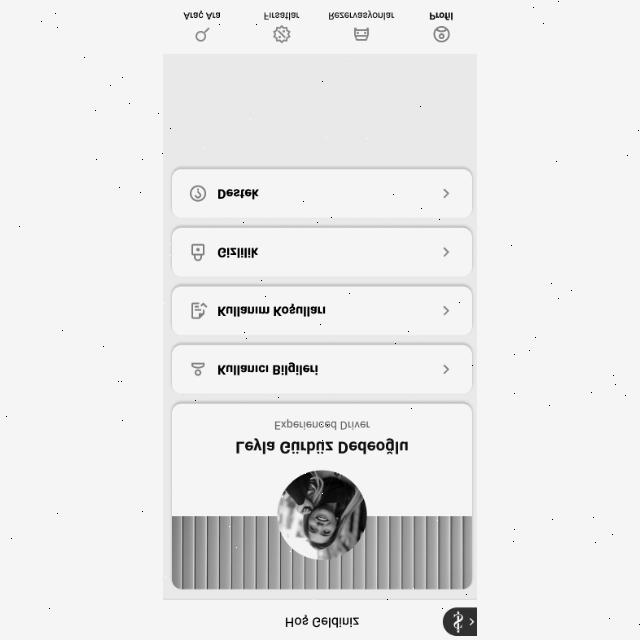 Hoş Geldiniz
Leyla Gürbüz Dedeoğlu
Experienced Driver
Kullanıcı Bilgileri
Kullanım Koşulları
Gizlilik
Destek
Araç Ara
Fırsatlar
Rezervasyonlar
Profil